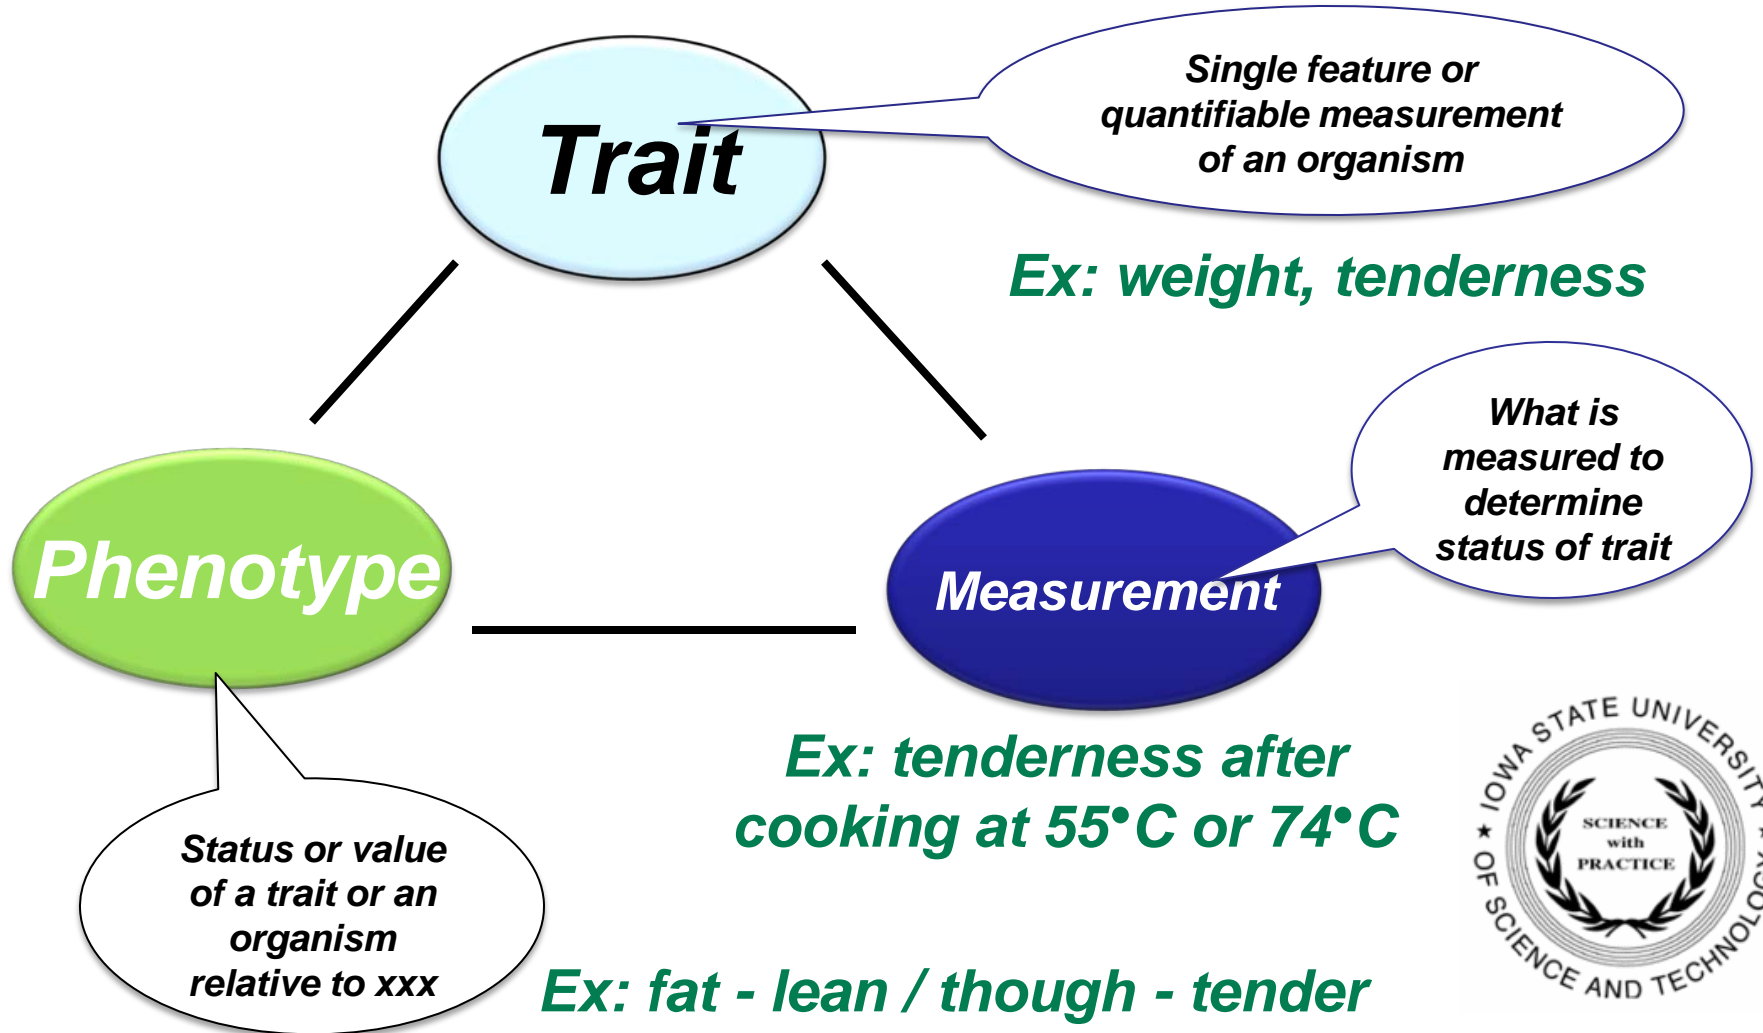 Trait
Single feature or
quantifiable measurement
of an organism
Ex: weight, tenderness
Phenotype
Measurement
What is
measured to
determine
status of trait
Ex: tenderness after
cooking at 55•C or 74•C
Status or value
of a trait or an
organism
relative to xxx
Ex: fat - lean / though - tender
IOWA STATE UNIVERSITY
OF SCIENCE AND TECHNOLOGY
SCIENCE
with
PRACTICE